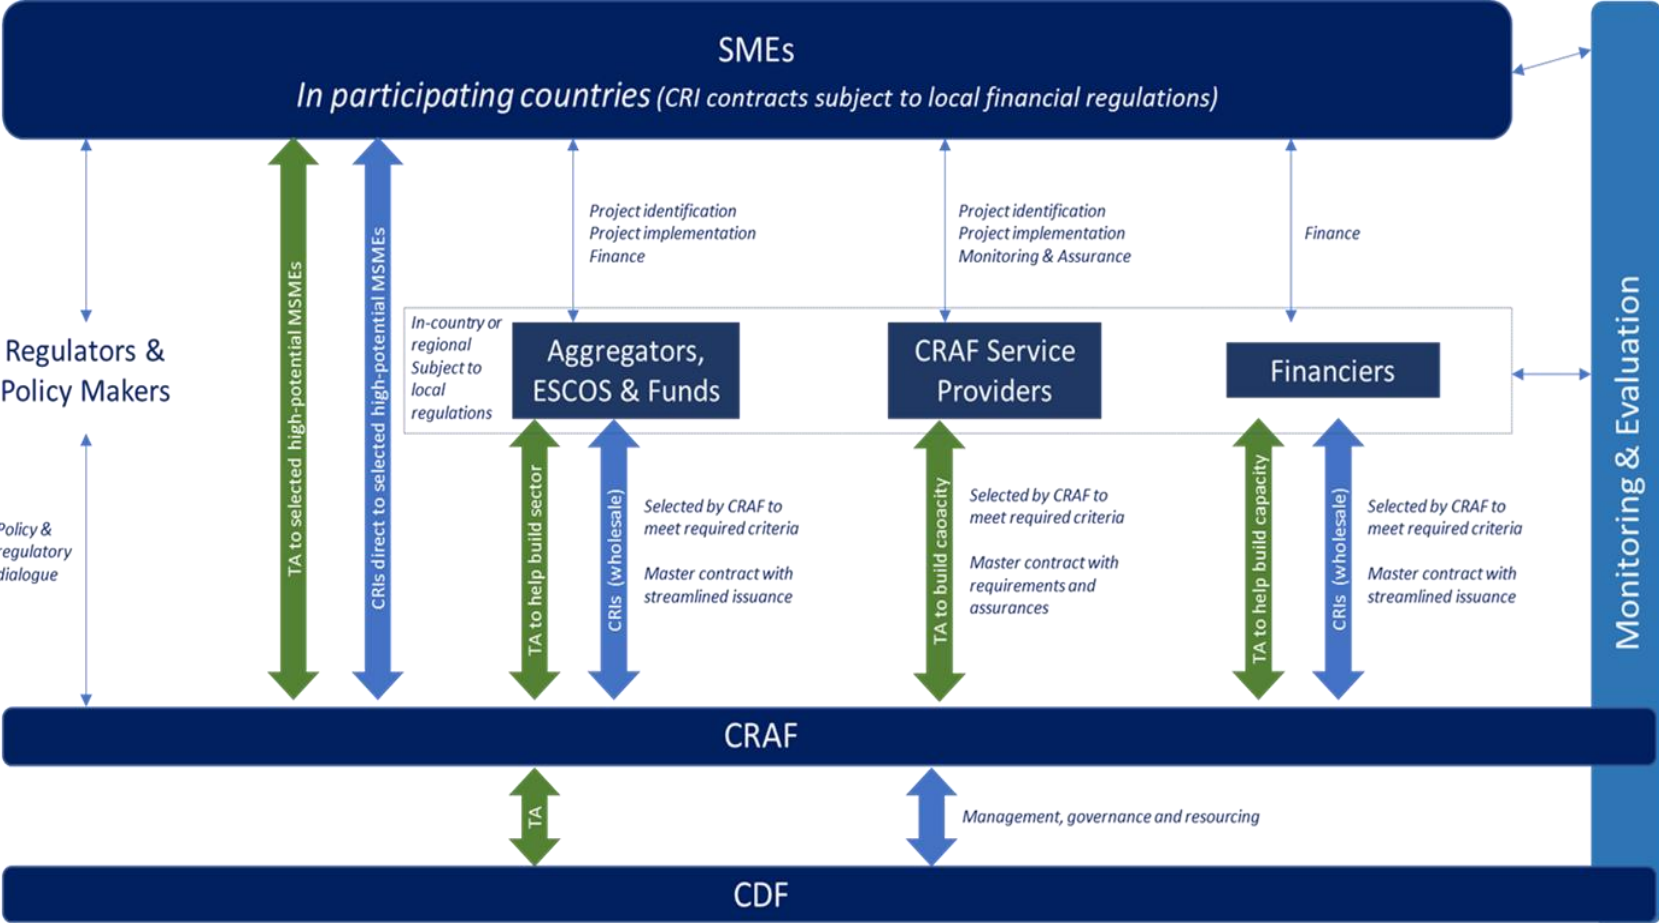 SMEs
In participating countries (CRI contracts subject to local financial regulations)
Project identification
Project implementation
Finance
Project identification
Project implementation
Monitoring & Assurance
Finance
TA to selected high-potential MSMEs
CRIs direct to selected high-potential MSMEs
Regulators &
Policy Makers
In-country or
regional
Subject to
local
regulations
Aggregators,
ESCOS & Funds
CRAF Service
Providers
Financiers
Monitoring & Evaluation
Policy &
regulatory
dialogue
TA to help build sector
CRIs (wholesale)
Selected by CRAF to
meet required criteria
Master contract with
streamlined issuance
TA to build caoacity
Selected by CRAF to
meet required criteria
Master contract with
requirements and
assurances
TA to help build capacity
CRIs (wholesale)
Selected by CRAF to
meet required criteria
Master contract with
streamlined issuance
CRAF
TA
Management, governance and resourcing
CDF